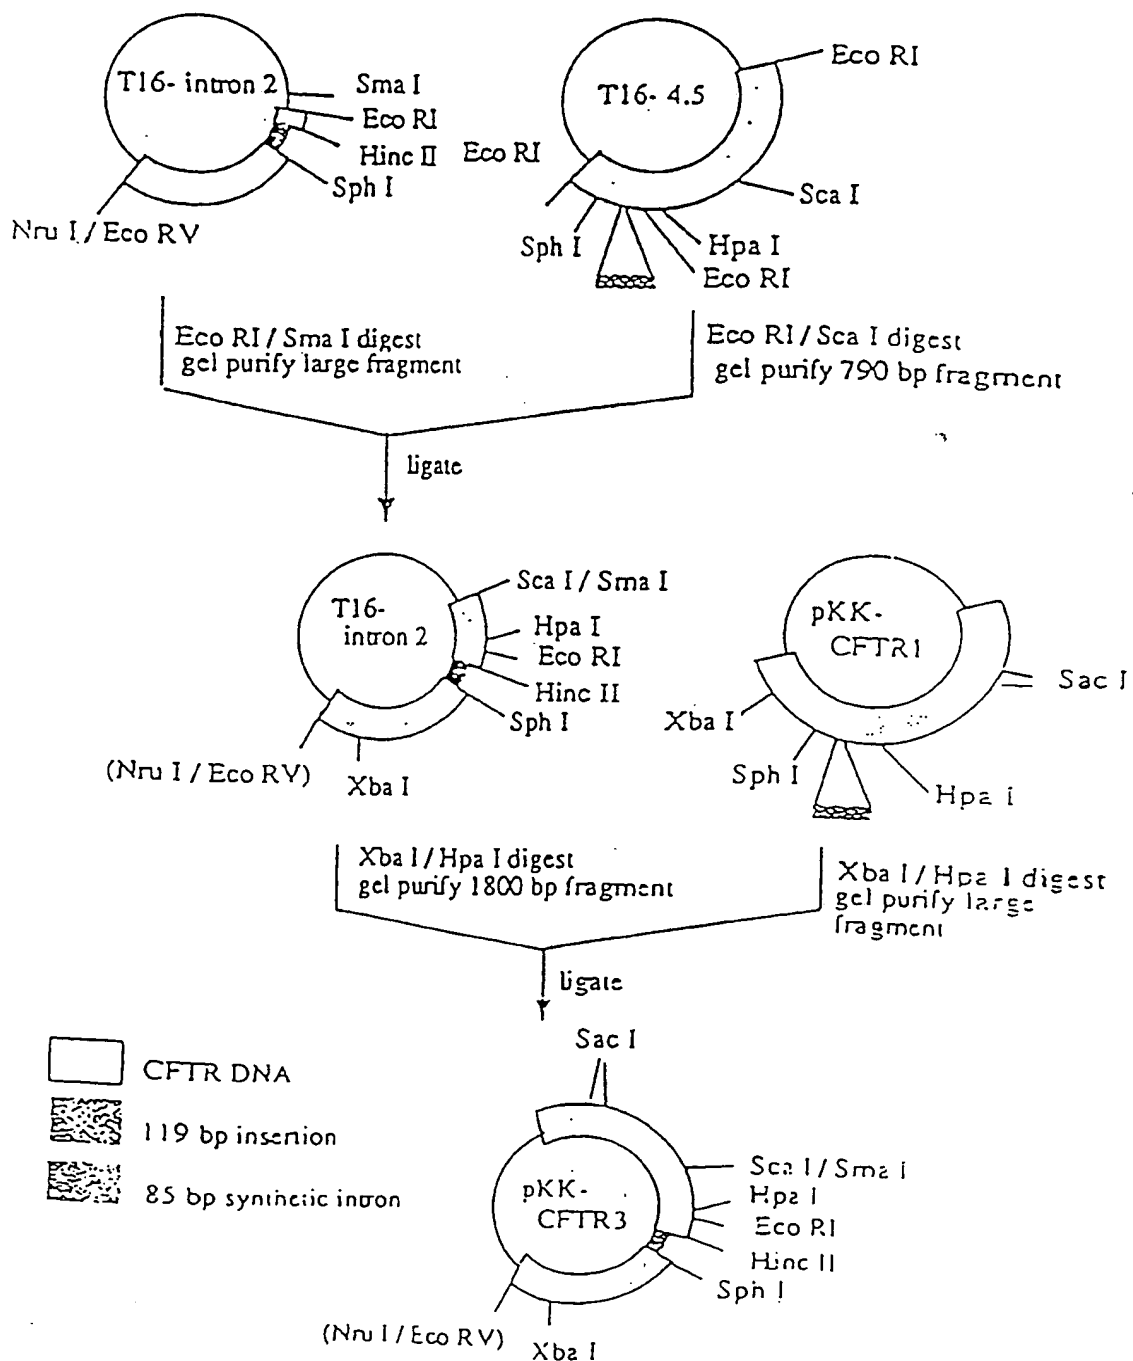 T16- intron 2
Sma I
Eco RI
Hinc II
Sph I
Nru I / Eco RV
T16- 4.5
Eco RI
Eco RI
Sca I
Sph I
Hpa I
Eco RI
Eco RI / Sma I digest
gel purify large fragment
Eco RI / Sca I digest
gel purify 790 bp fragment
ligate
T16-
intron 2
Sca I / Sma I
Hpa I
Eco RI
Hinc II
Sph I
(Nru I / Eco RV)
Xba I
pKK-
CFTR1
Sac I
Xba I
Sph I
Hpa I
Xba I / Hpa I digest
gel purify 1800 bp fragment
Xba I / Hpa I digest
gel purify large
fragment
ligate
CFTR DNA
119 bp insertion
85 bp synthetic intron
Sac I
pKK-
CFTR3
Sca I / Sma I
Hpa I
Eco RI
Hinc II
Sph I
(Nru I / Eco RV)
Xba I